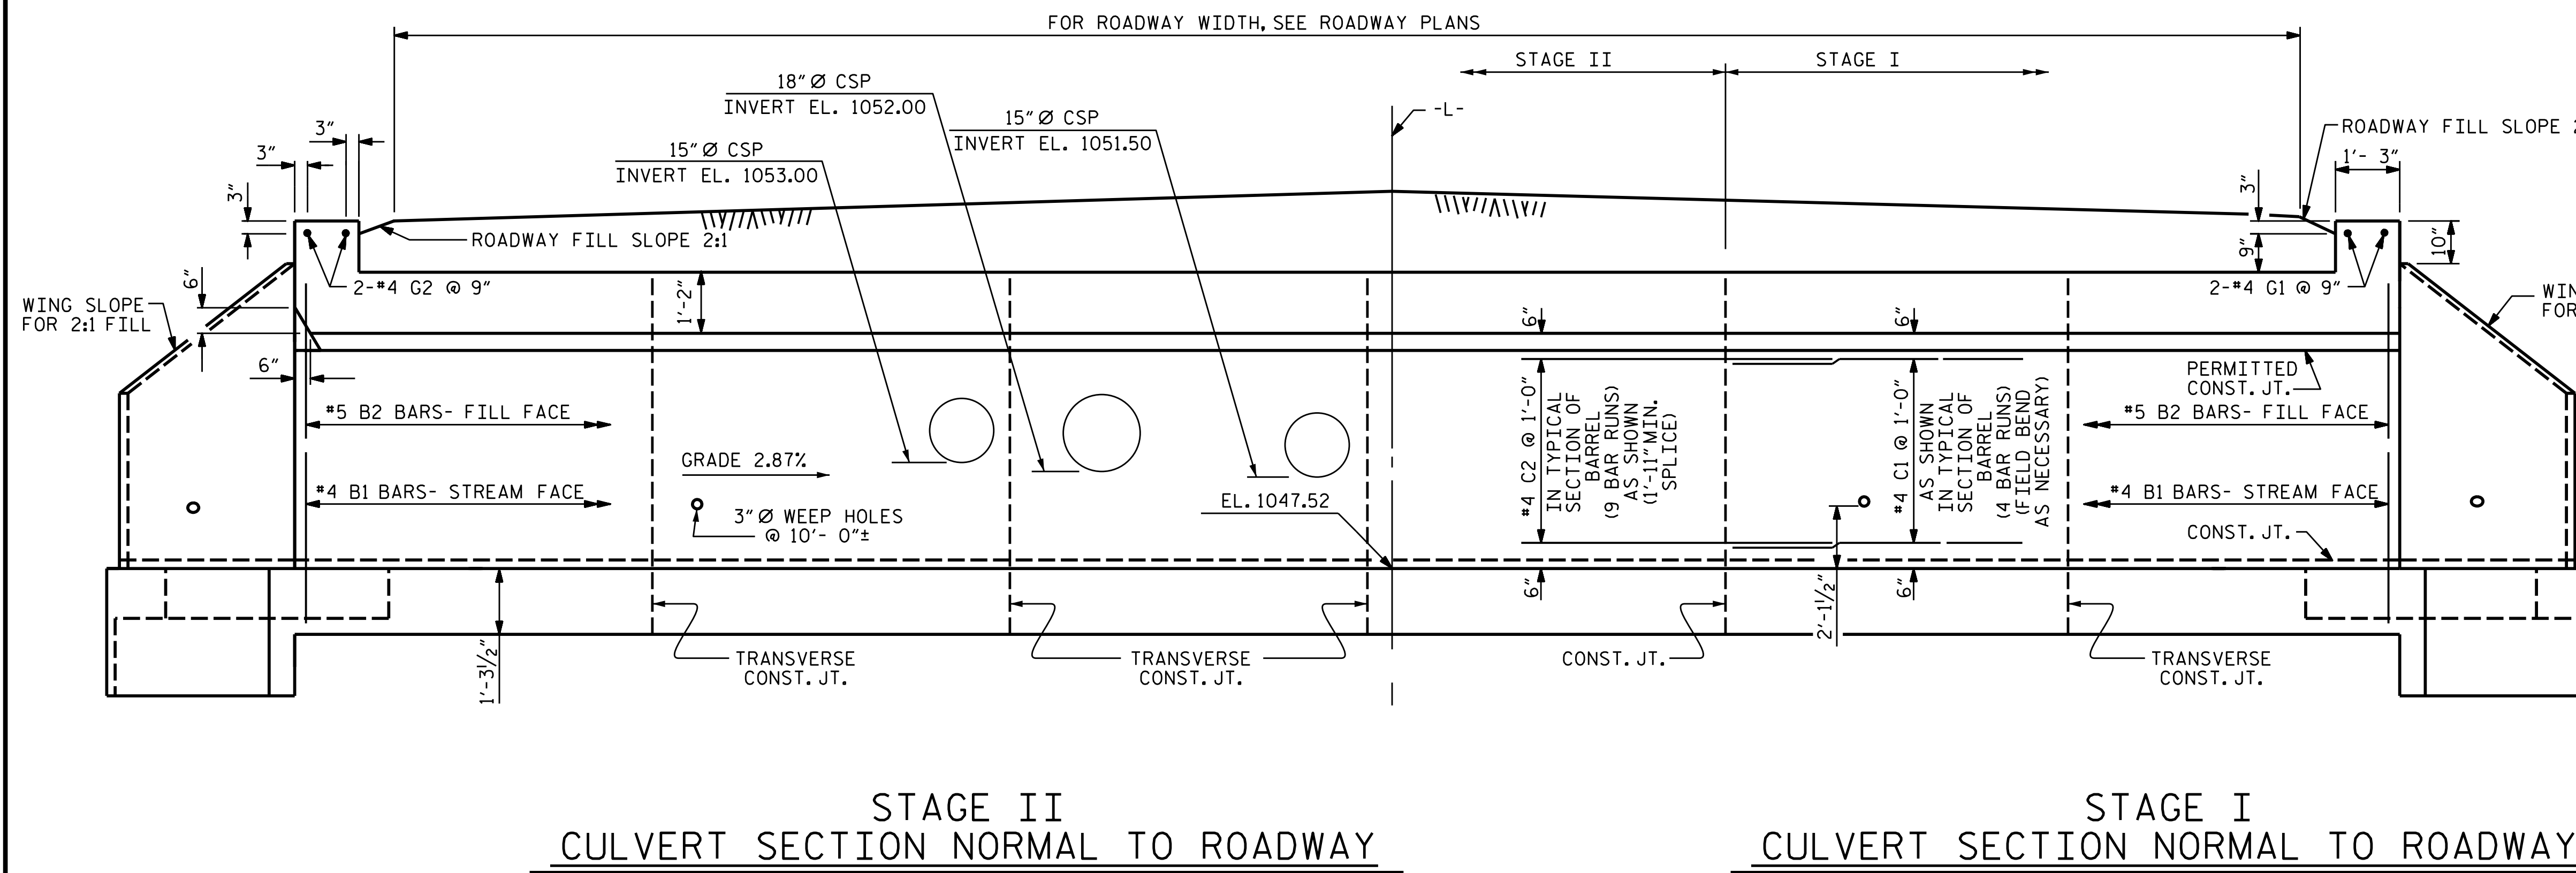 FOR ROADWAY WIDTH, SEE ROADWAY PLANS
STAGE II
STAGE I
18" Ø CSP
INVERT EL. 1052.00
-L-
15" Ø CSP
INVERT EL. 1051.50
15" Ø CSP
INVERT EL. 1053.00
3"
3"
3"
ROADWAY FILL SLOPE
1'- 3"
3"
9"
10"
ROADWAY FILL SLOPE 2:1
2-#4 G2 @ 9"
2-#4 G1 @ 9"
6"
WING SLOPE
FOR 2:1 FILL
1'-2"
6"
6"
6"
PERMITTED
CONST. JT.
#5 B2 BARS- FILL FACE
#5 B2 BARS- FILL FACE
#4 C2 @ 1'-0"
IN TYPICAL
SECTION OF
BARREL
(9 BAR RUNS)
AS SHOWN
(1'-11" MIN.
SPLICE)
#4 C1 @ 1'-0"
AS SHOWN
IN TYPICAL
SECTION OF
BARREL
(4 BAR RUNS)
(FIELD BEND
AS NECESSARY)
GRADE 2.87%
#4 B1 BARS- STREAM FACE
#4 B1 BARS- STREAM FACE
3" Ø WEEP HOLES
@ 10'- 0"±
EL. 1047.52
CONST. JT.
6"
6"
2'-1½"
1'-3½"
TRANSVERSE
CONST. JT.
TRANSVERSE
CONST. JT.
CONST. JT.
TRANSVERSE
CONST. JT.
STAGE II
CULVERT SECTION NORMAL TO ROADWAY
STAGE I
CULVERT SECTION NORMAL TO ROADWAY